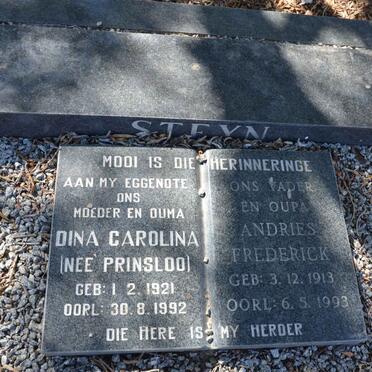 STEYN
MOOI IS DIE HERINNERINGE
AAN MY EGGENOTE
ONS
MOEDER EN OUMA
DINA CAROLINA
(NEE PRINSLOO)
GEB: 1. 2. 1921
OORL: 30. 8. 1992
ONS VADER
EN OUPA
ANDRIES
FREDERICK
GEB: 3. 12. 1913
OORL: 6. 5. 1993
DIE HERE IS MY HERDER